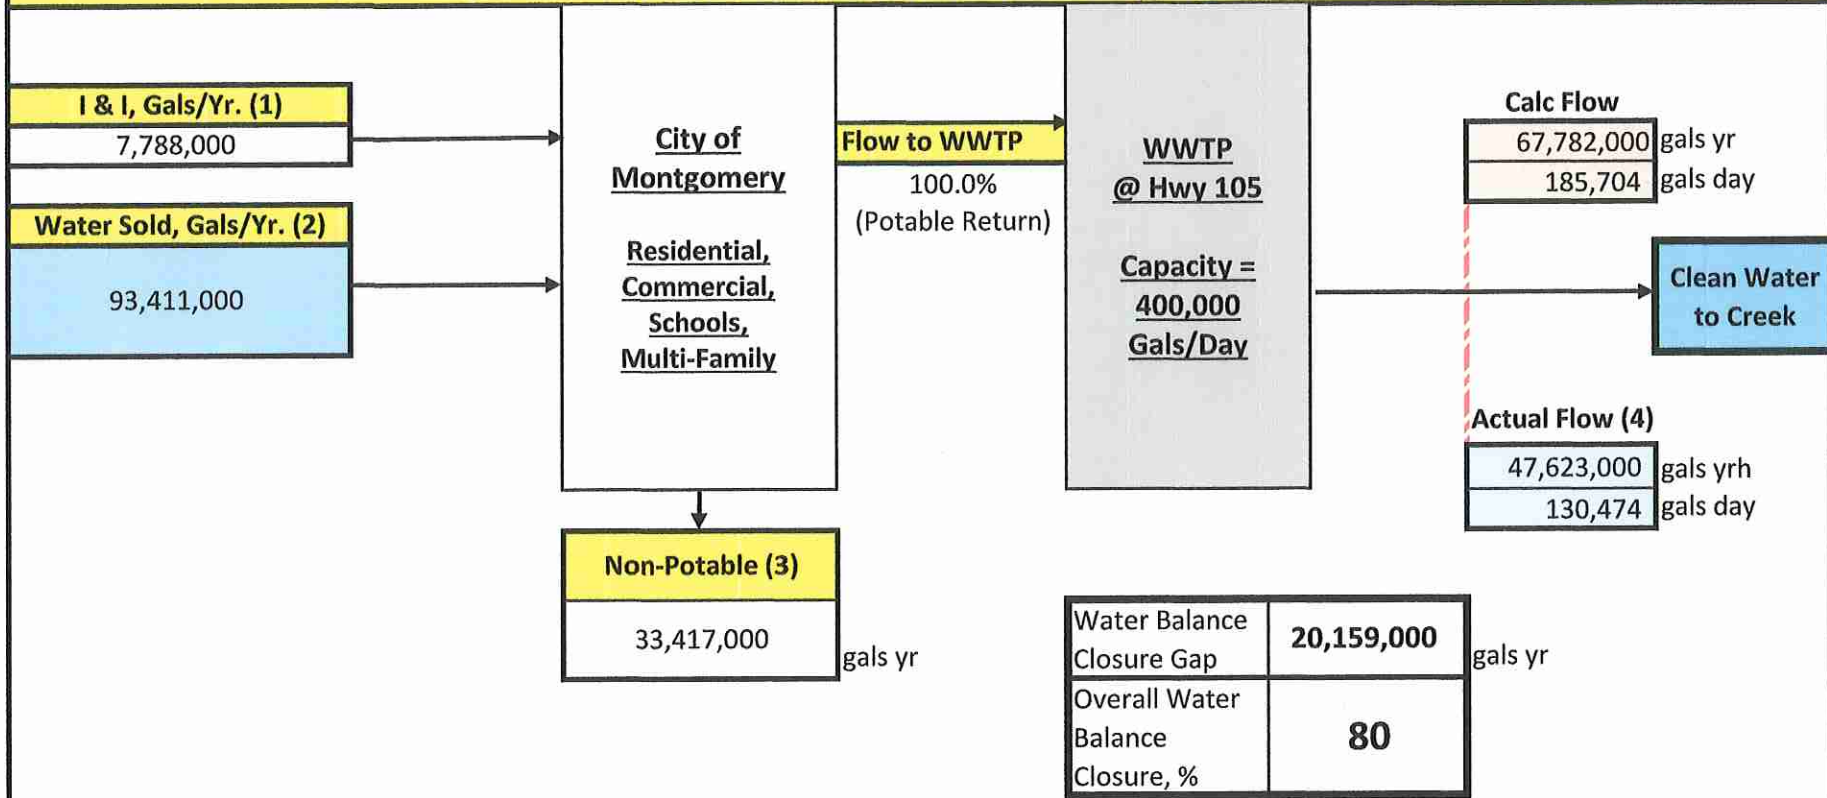 I & I, Gals/Yr. (1)
7,788,000
Water Sold, Gals/Yr. (2)
93,411,000
City of
Montgomery
Residential,
Commercial,
Schools,
Multi-Family
Flow to WWTP
100.0%
(Potable Return)
WWTP
@ Hwy 105
Capacity =
400,000
Gals/Day
Calc Flow
67,782,000 gals yr
185,704 gals day
Clean Water
to Creek
Actual Flow (4)
47,623,000 gals yrh
130,474 gals day
Non-Potable (3)
33,417,000 gals yr
Water Balance
Closure Gap
20,159,000 gals yr
Overall Water
Balance
Closure, %
80